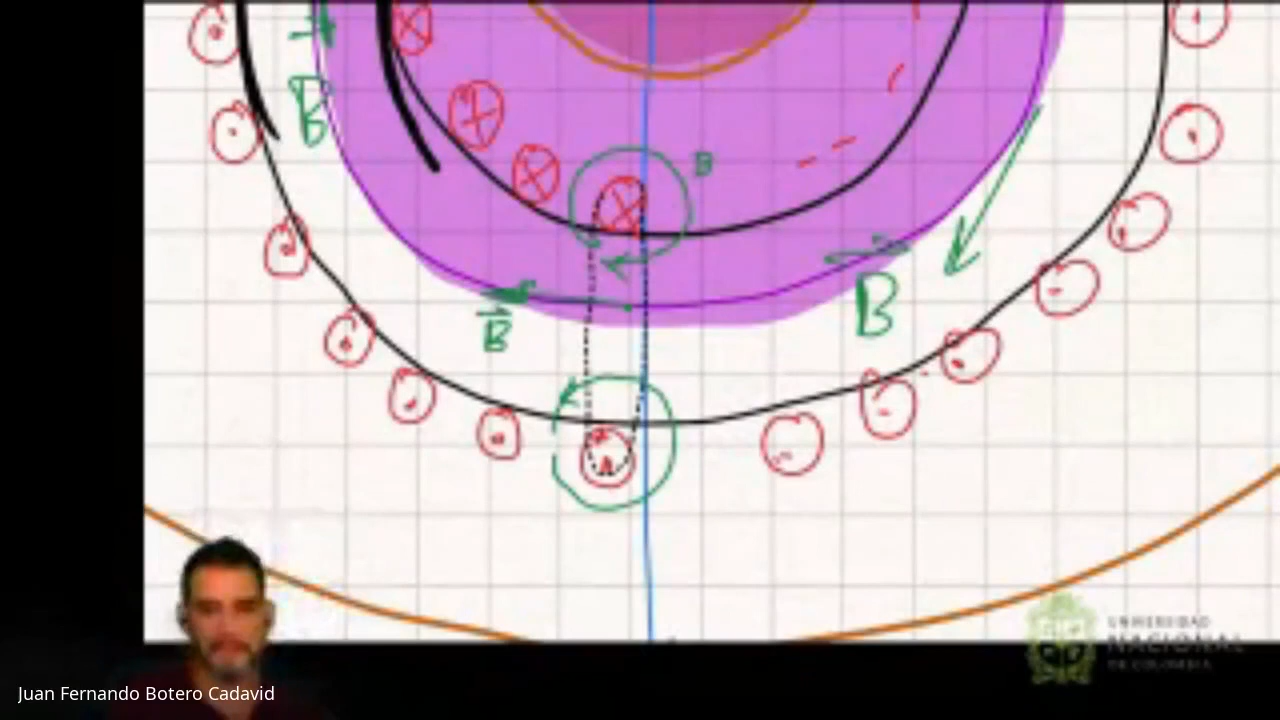 B
B
B
B
UNIVERSIDAD
NACIONAL
DE COLOMBIA
Juan Fernando Botero Cadavid